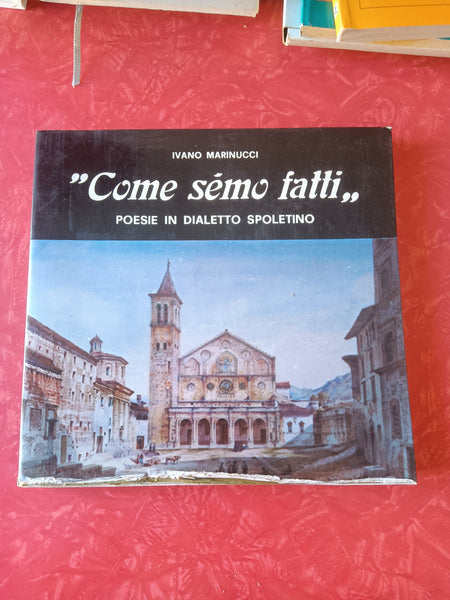 IVANO MARINUCCI
"Come sémo fatti„
POESIE IN DIALETTO SPOLETINO